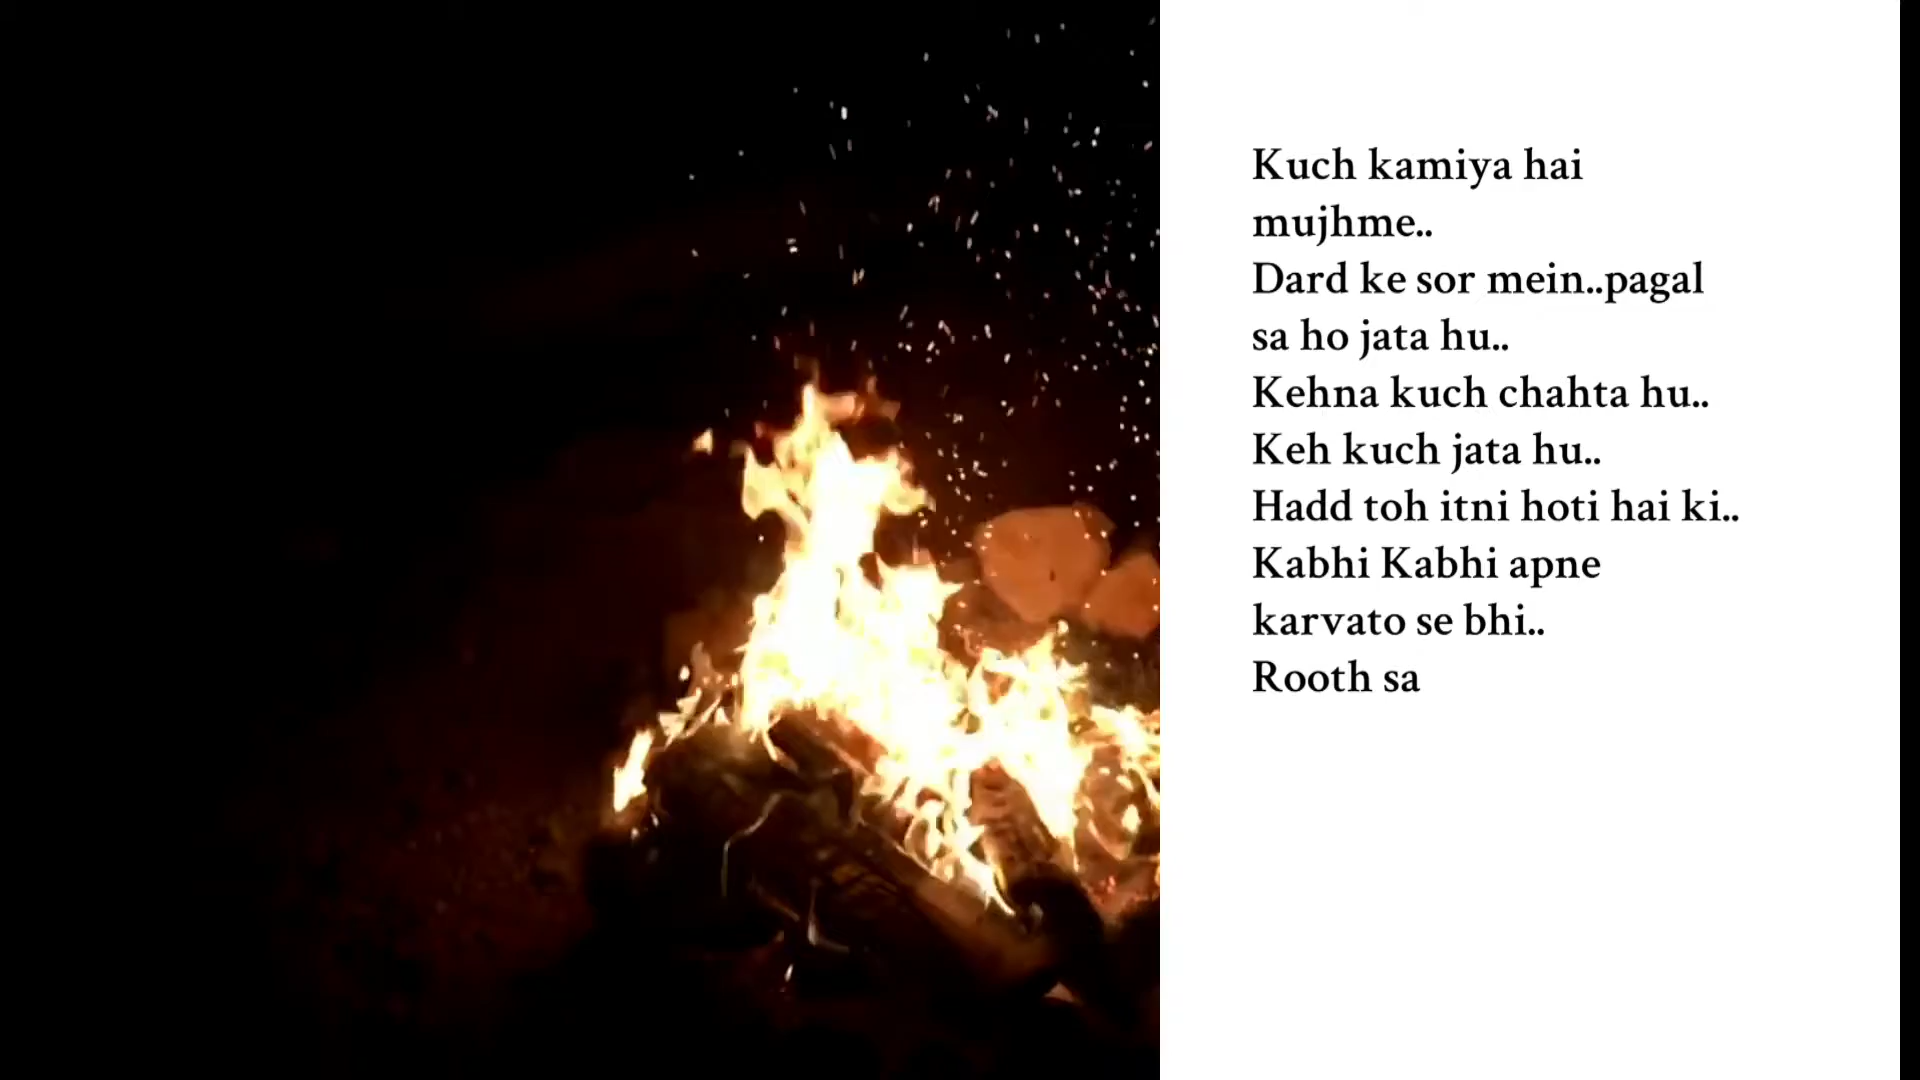 Kuch kamiya hai
mujhme..
Dard ke sor mein..pagal
sa ho jata hu..
Kehna kuch chahta hu..
Keh kuch jata hu..
Hadd toh itni hoti hai ki..
Kabhi Kabhi apne
karvato se bhi..
Rooth sa